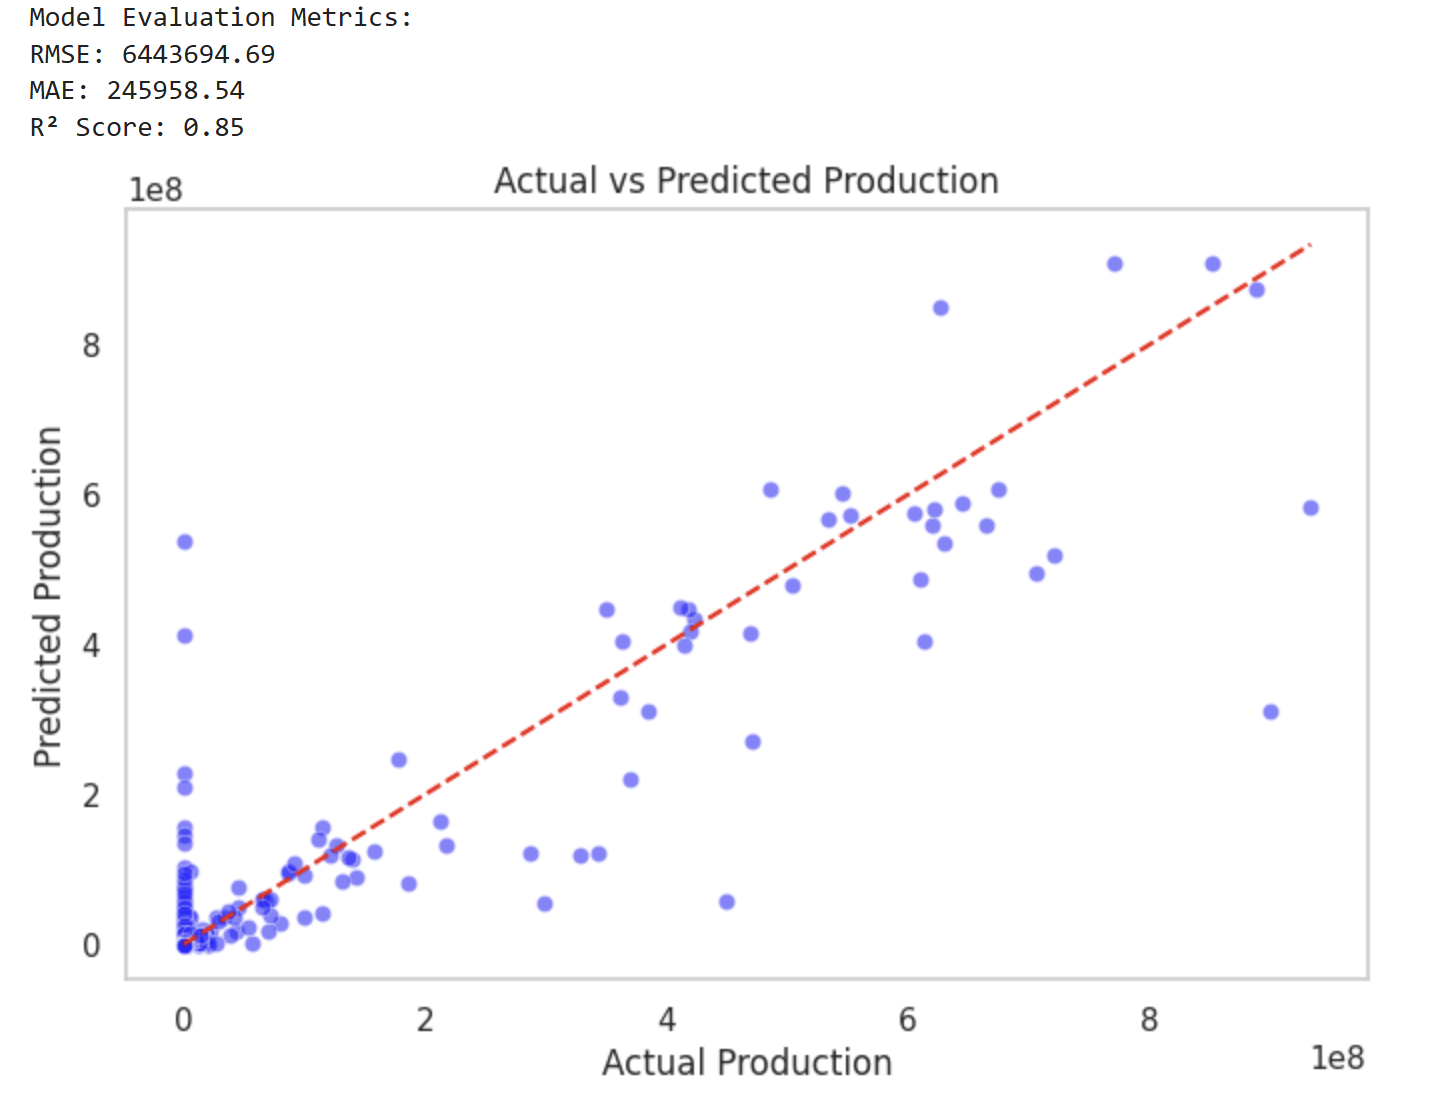 Model Evaluation Metrics:
RMSE: 6443694.69
MAE: 245958.54
R² Score: 0.85
Actual vs Predicted Production
1e8
Predicted Production
8
6
4
2
0
0 2 4 6 8
1e8
Actual Production